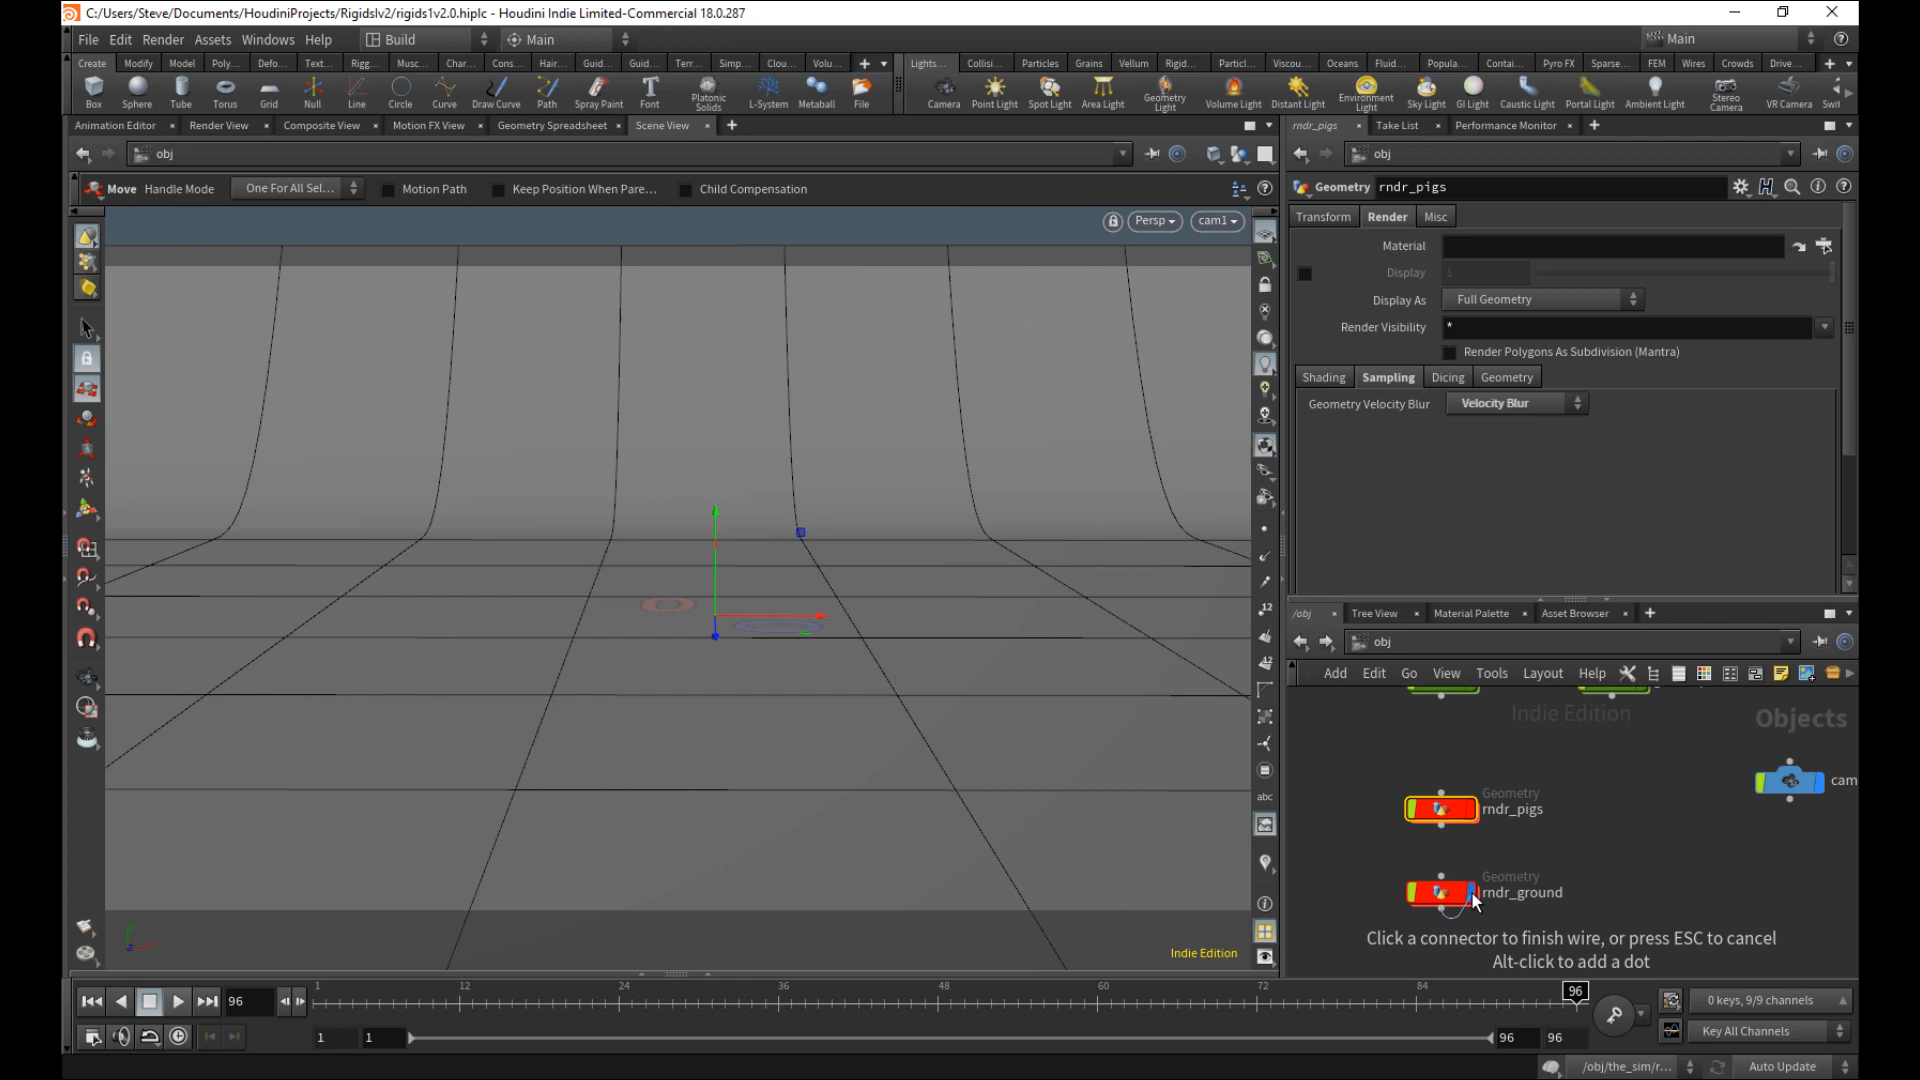 C:/Users/Steve/Documents/HoudiniProjects/RigidsIv2/rigids1v2.0.hiplc - Houdini Indie Limited-Commercial 18.0.287
File Edit Render Assets Windows Help Build Main Main
Create Modify Model Poly... Defo... Text... Rigg... Musc... Char... Cons... Hair... Guid... Guid... Terr... Simp... Clou... Volu...
Lights... Collisi... Particles Grains Vellum Rigid... Particl... Viscou... Oceans Fluid... Popula... Contai... Pyro FX Sparse... FEM Wires Crowds Drive...
Box Sphere Tube Torus Grid Null Line Circle Curve Draw Curve Path Spray Paint Font Platonic Solids L-System Metaball File
Camera Point Light Spot Light Area Light Geometry Light Volume Light Distant Light Environment Light Sky Light GI Light Caustic Light Portal Light Ambient Light Stereo Camera VR Camera Swit
Animation Editor Render View Composite View Motion FX View Geometry Spreadsheet Scene View
rndr_pigs Take List Performance Monitor
obj
obj
Move Handle Mode One For All Sel... Motion Path Keep Position When Pare... Child Compensation
Geometry rndr_pigs
Persp cam1
Transform Render Misc
Material
Display 1
Display As Full Geometry
Render Visibility *
Render Polygons As Subdivision (Mantra)
Shading Sampling Dicing Geometry
Geometry Velocity Blur Velocity Blur
/obj Tree View Material Palette Asset Browser
obj
Add Edit Go View Tools Layout Help
Indie Edition Objects
cam
Geometry
rndr_pigs
Geometry
rndr_ground
Click a connector to finish wire, or press ESC to cancel
Alt-click to add a dot
12
12
abc
Indie Edition
96 1 12 24 36 48 60 72 84 96
0 keys, 9/9 channels
1 1 96 96
Key All Channels
/obj/the_sim/r... Auto Update